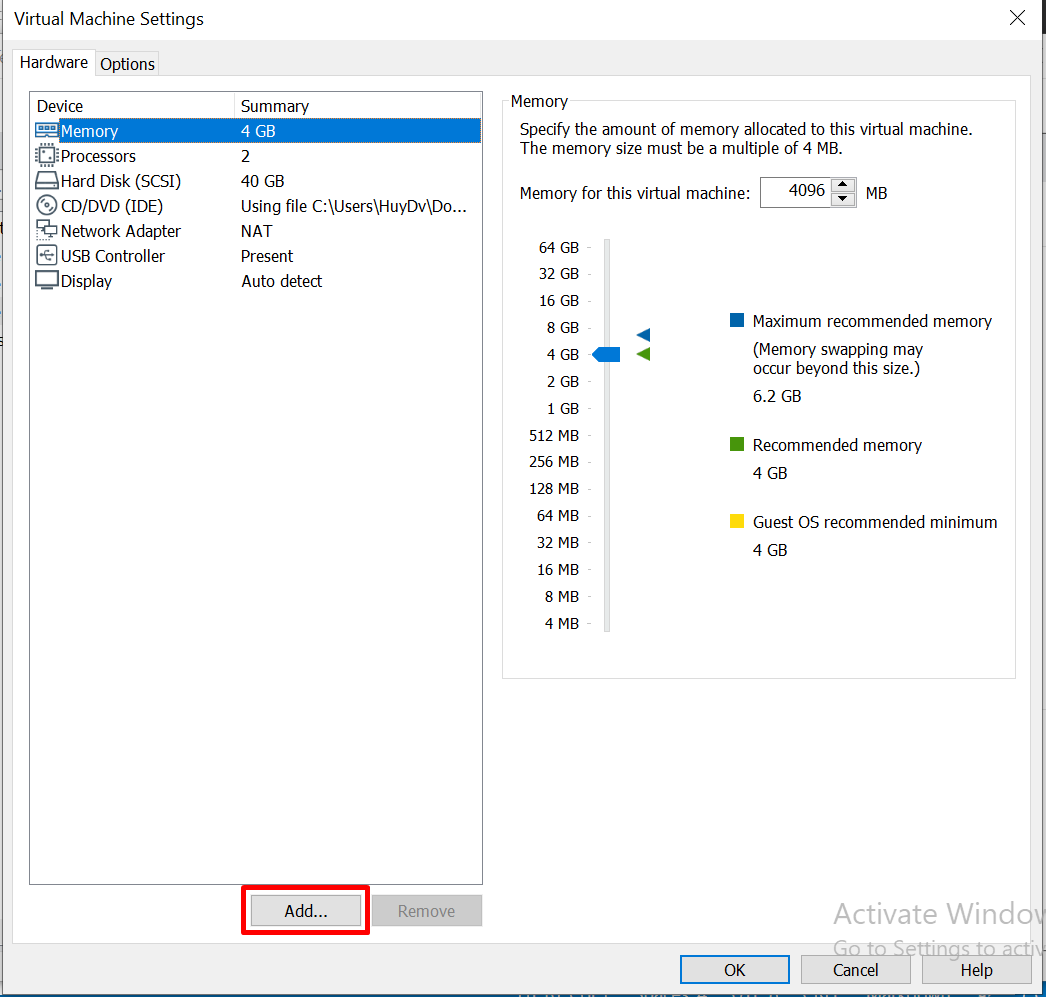 Virtual Machine Settings
Hardware Options
Device Summary
Memory 4 GB
Processors 2
Hard Disk (SCSI) 40 GB
CD/DVD (IDE) Using file C:\Users\HuyDv\Do...
Network Adapter NAT
USB Controller Present
Display Auto detect
Add...
Remove
Memory
Specify the amount of memory allocated to this virtual machine.
The memory size must be a multiple of 4 MB.
Memory for this virtual machine: 4096 MB
64 GB
32 GB
16 GB
8 GB
4 GB
2 GB
1 GB
512 MB
256 MB
128 MB
64 MB
32 MB
16 MB
8 MB
4 MB
Maximum recommended memory
(Memory swapping may
occur beyond this size.)
6.2 GB
Recommended memory
4 GB
Guest OS recommended minimum
4 GB
Activate Window
Go to Settings to activ
OK Cancel Help